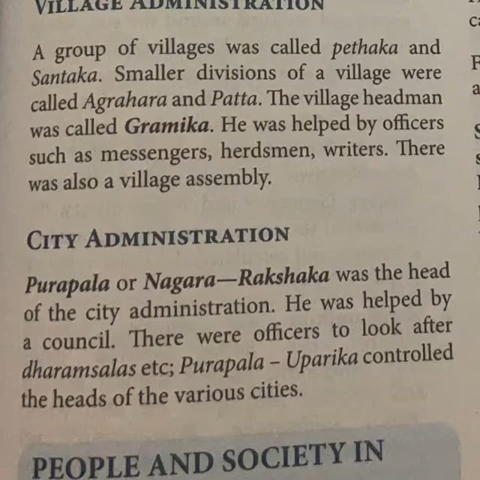 VILLAGE ADMINISTRATION
A group of villages was called pethaka and
Santaka. Smaller divisions of a village were
called Agrahara and Patta. The village headman
was called Gramika. He was helped by officers
such as messengers, herdsmen, writers. There
was also a village assembly.
CITY ADMINISTRATION
Purapala or Nagara—Rakshaka was the head
of the city administration. He was helped by
a council. There were officers to look after
dharamsalas etc; Purapala – Uparika controlled
the heads of the various cities.
PEOPLE AND SOCIETY IN